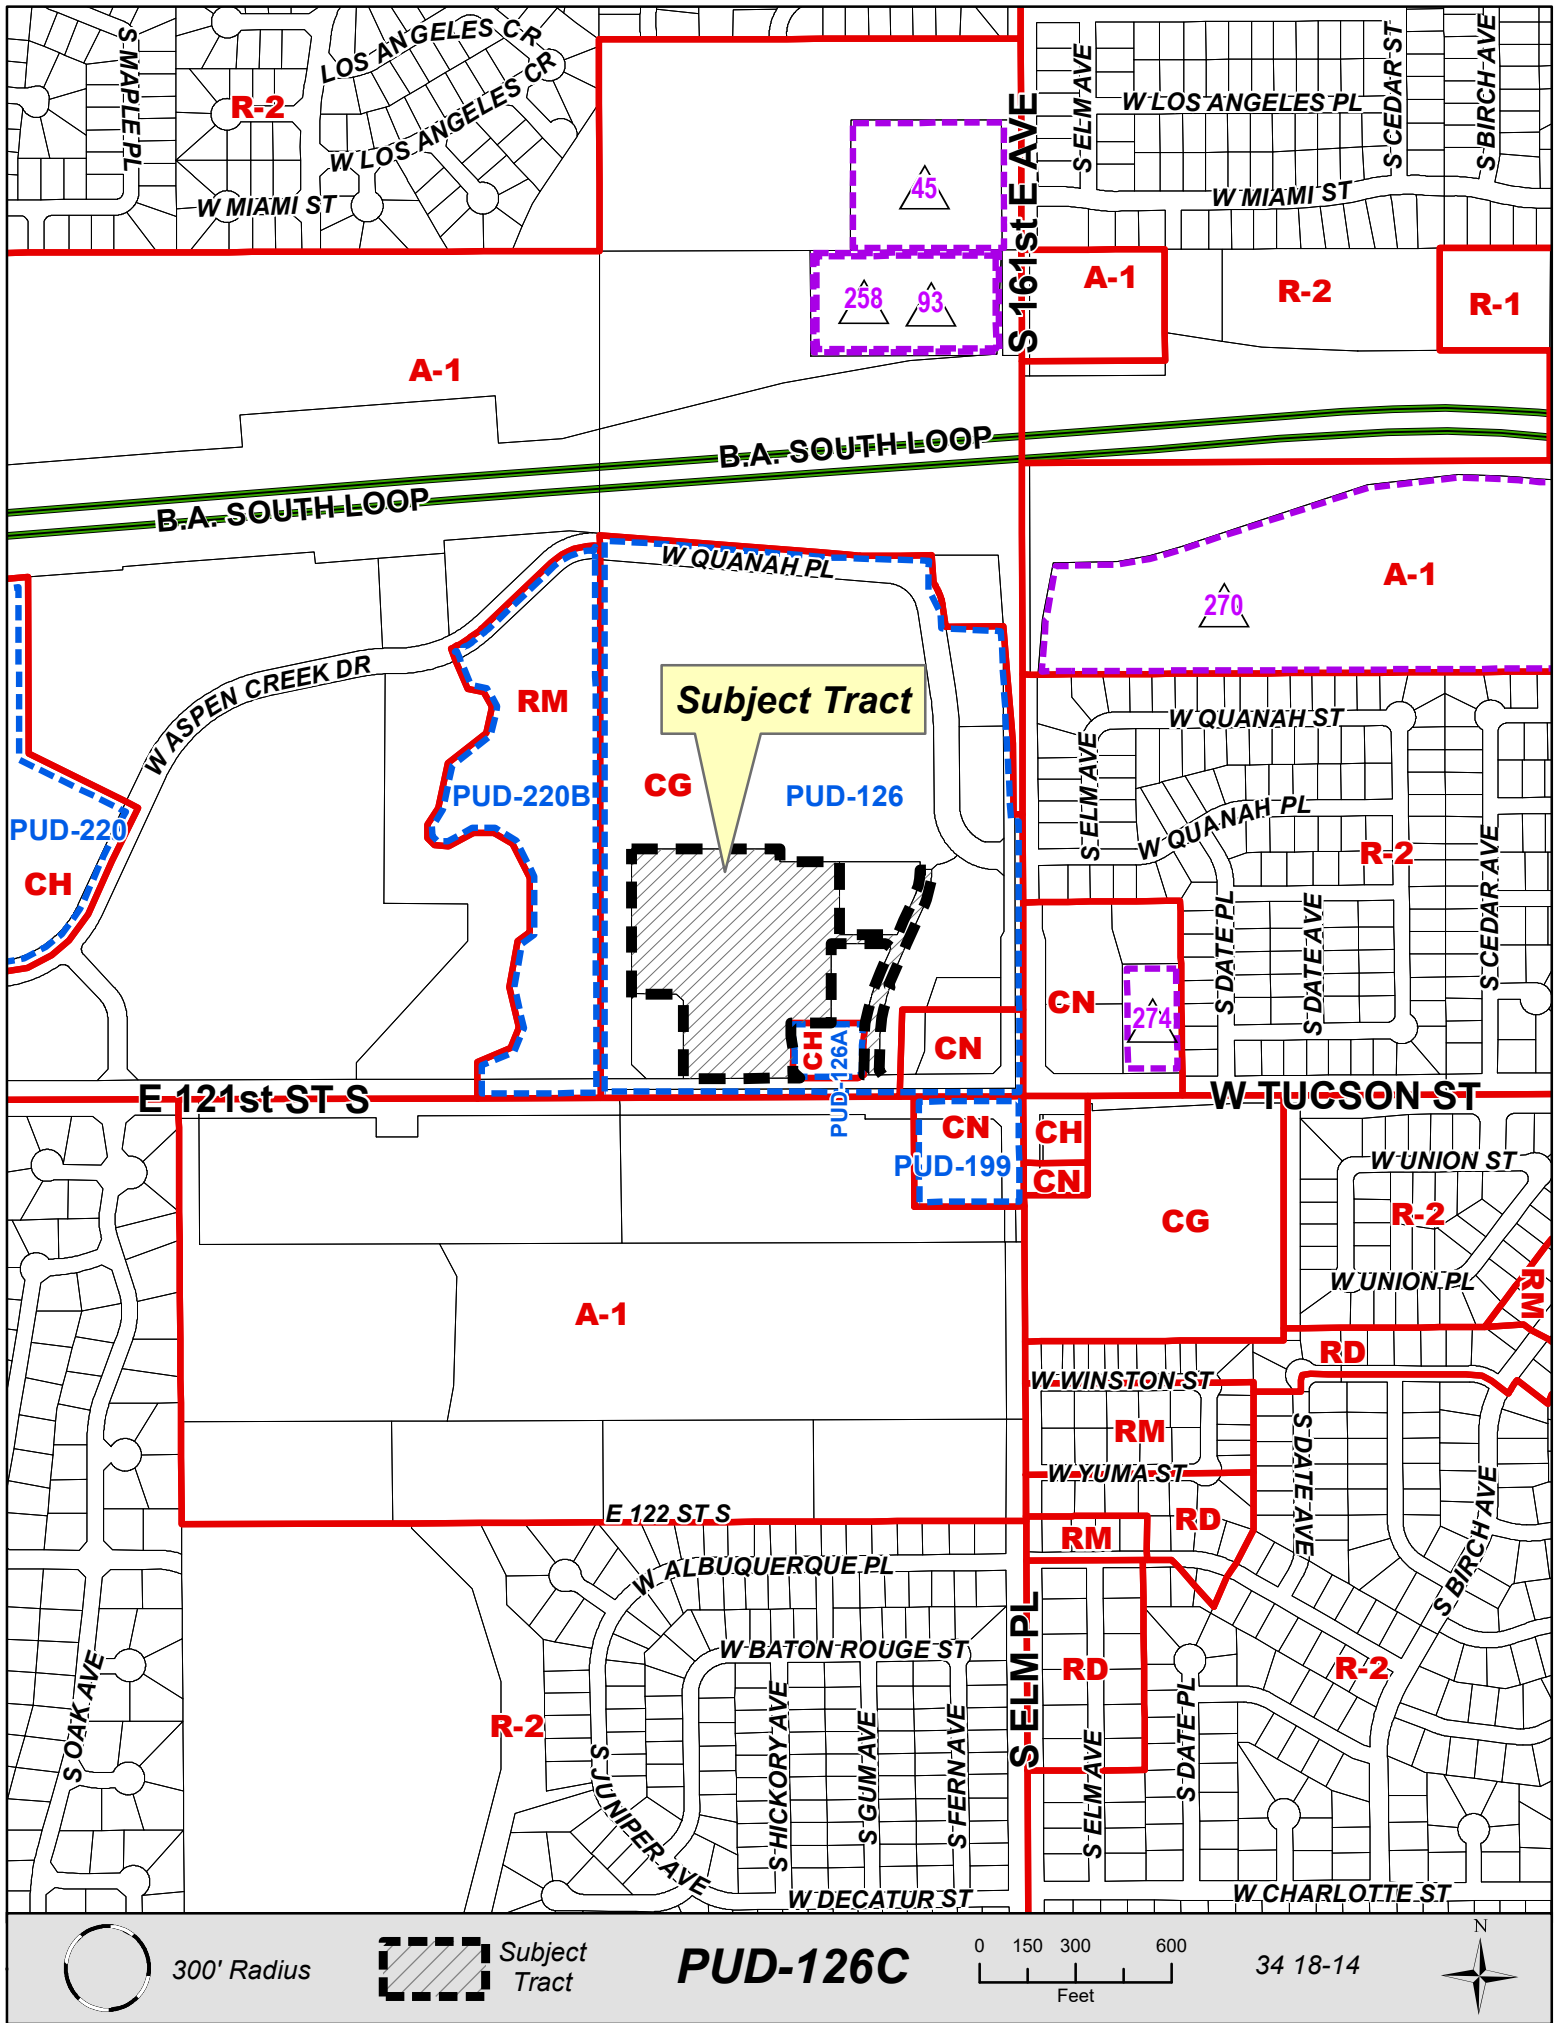 S MAPLE PL
LOS ANGELES CR
R-2
W LOS ANGELES CR
W MIAMI ST
S 161st E AVE
S ELM AVE
W LOS ANGELES PL
S CEDAR ST
S BIRCH AVE
W MIAMI ST
45
258
93
A-1
R-2
R-1
A-1
B.A. SOUTH LOOP
B.A. SOUTH LOOP
W QUANAH PL
A-1
270
W ASPEN CREEK DR
RM
Subject Tract
W QUANAH ST
S ELM AVE
CG
PUD-126
PUD-220B
PUD-220
CH
W QUANAH PL
R-2
S CEDAR AVE
S DATE PL
S DATE AVE
CN
274
CH
PUD-126A
CN
E 121st ST S
W TUCSON ST
CN
PUD-199
CH
CN
CG
W UNION ST
R-2
W UNION PL
RM
A-1
RD
W WINSTON ST
RM
W YUMA ST
S DATE AVE
E 122 ST S
RM
RD
S BIRCH AVE
W ALBUQUERQUE PL
S ELM PL
W BATON ROUGE ST
RD
R-2
S OAK AVE
R-2
S JUNIPER AVE
S HICKORY AVE
S GUM AVE
S FERN AVE
S ELM AVE
S DATE PL
W DECATUR ST
W CHARLOTTE ST
300' Radius
Subject
Tract
PUD-126C
0 150 300 600
Feet
34 18-14
N